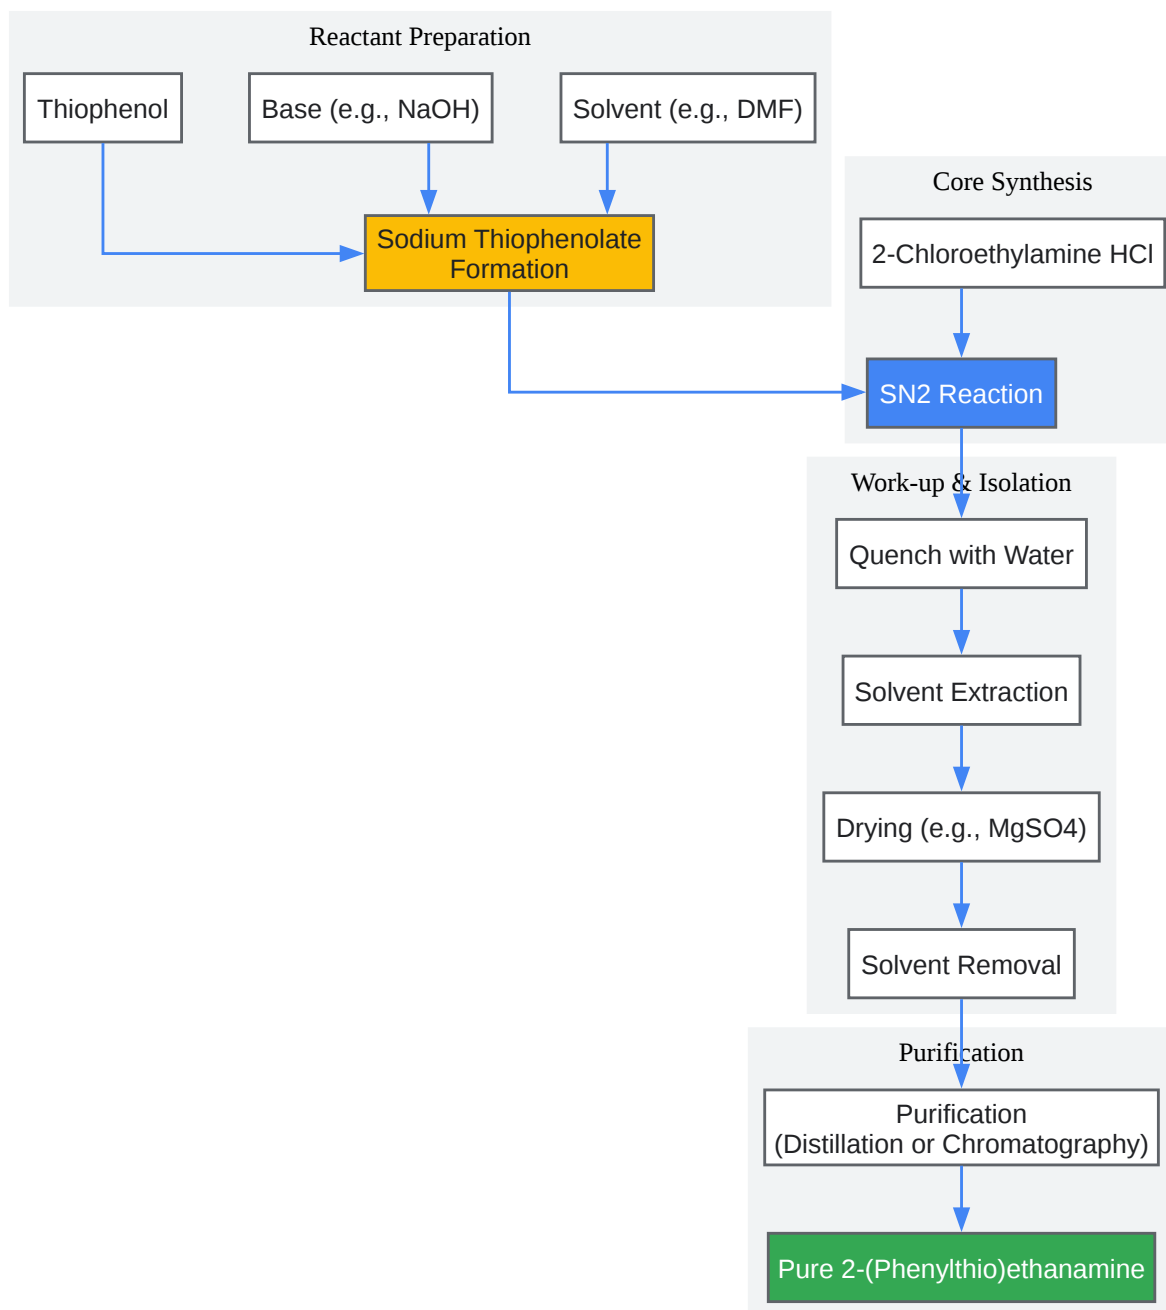 Reactant Preparation
Thiophenol
Base (e.g., NaOH)
Solvent (e.g., DMF)
Sodium Thiophenolate
Formation
Core Synthesis
2-Chloroethylamine HCl
SN2 Reaction
Work-up & Isolation
Quench with Water
Solvent Extraction
Drying (e.g., MgSO4)
Solvent Removal
Purification
Purification
(Distillation or Chromatography)
Pure 2-(Phenylthio)ethanamine